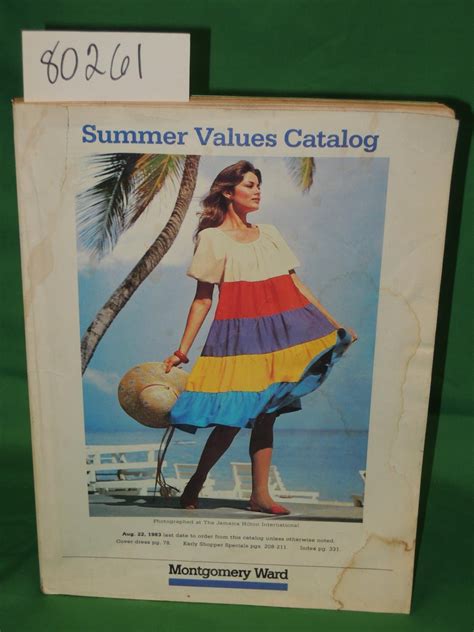 80261
Summer Values Catalog
Photographed at The Jamaica Hilton International
Aug. 22, 1983 last date to order from this catalog unless otherwise noted.
Cover dress pg. 78. Early Shopper Specials pgs. 208-211. Index pg. 331.
Montgomery Ward